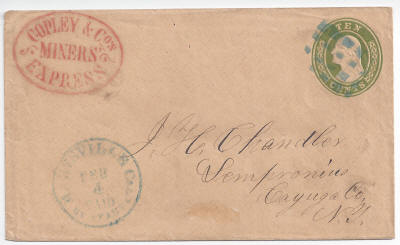 COPLEY & Co's
MINERS
EXPRESS
TEN
CENTS
FEB
4
J. H. Chandler
Sempronius
Cayuga Co.
N.Y.